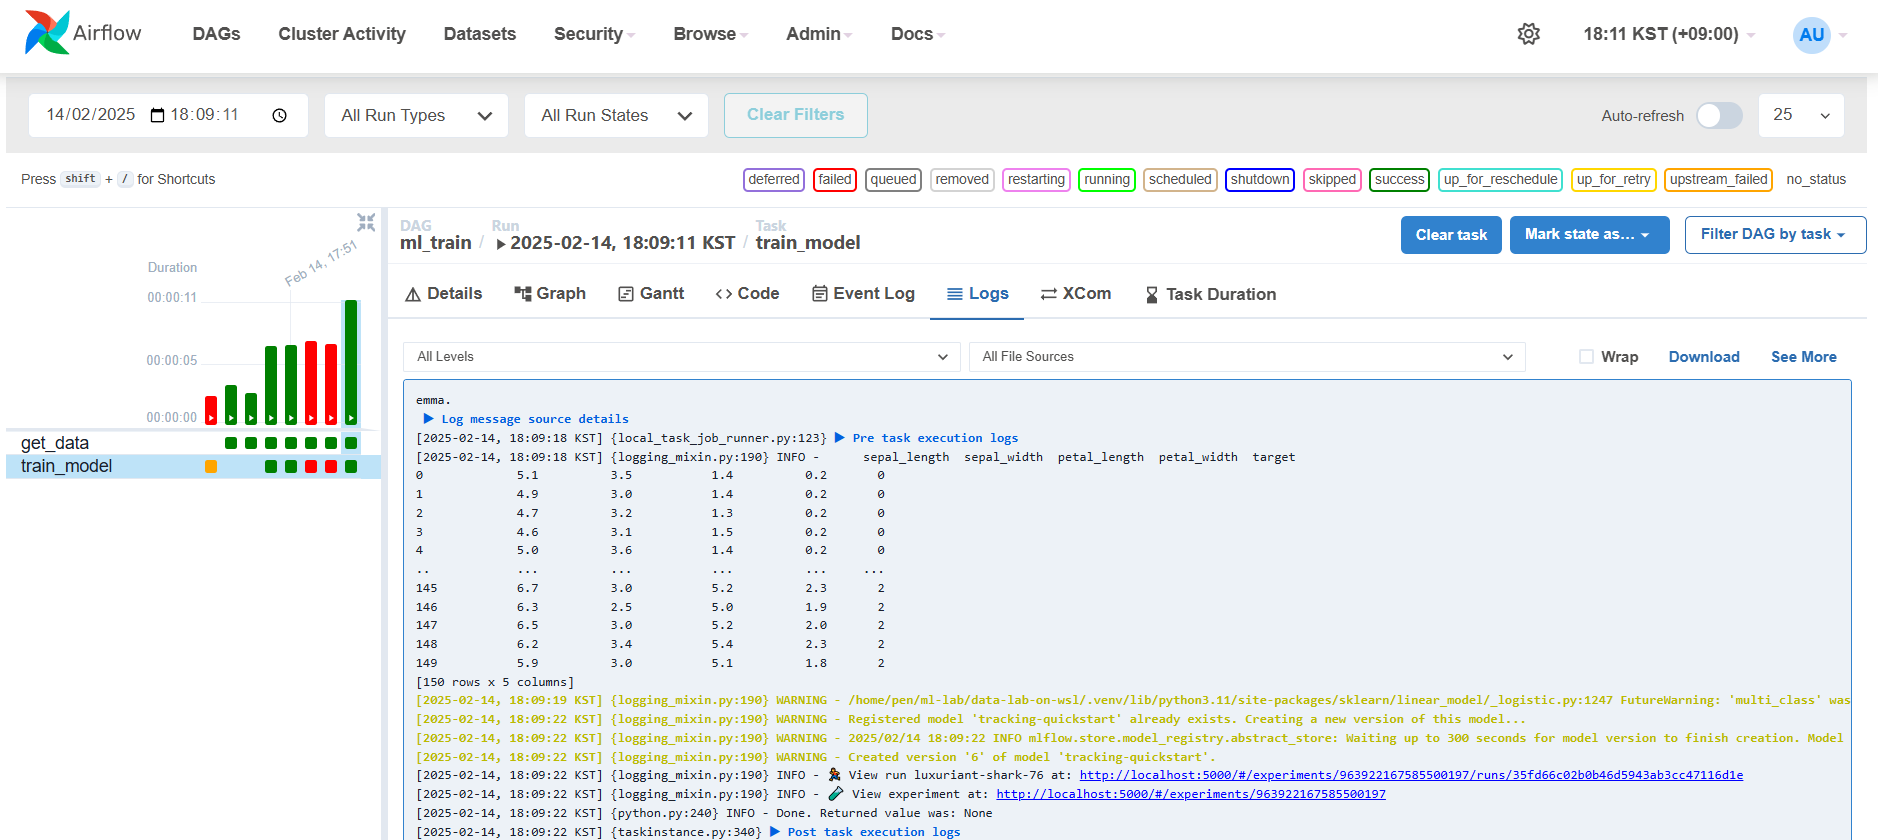 Airflow DAGs Cluster Activity Datasets Security Browse Admin Docs 18:11 KST (+09:00) AU
14/02/2025 18:09:11 All Run Types All Run States Clear Filters Auto-refresh 25
Press shift + / for Shortcuts deferred failed queued removed restarting running scheduled shutdown skipped success up_for_reschedule up_for_retry upstream_failed no_status
Duration
Feb 14, 17:51
00:00:11
00:00:05
00:00:00
get_data
train_model
DAG Run Task
ml_train / 2025-02-14, 18:09:11 KST / train_model
Clear task Mark state as... Filter DAG by task
Details Graph Gantt Code Event Log Logs XCom Task Duration
All Levels All File Sources Wrap Download See More
emma.
▶ Log message source details
[2025-02-14, 18:09:18 KST] {local_task_job_runner.py:123} ▶ Pre task execution logs
[2025-02-14, 18:09:18 KST] {logging_mixin.py:190} INFO - sepal_length sepal_width petal_length petal_width target
0 5.1 3.5 1.4 0.2 0
1 4.9 3.0 1.4 0.2 0
2 4.7 3.2 1.3 0.2 0
3 4.6 3.1 1.5 0.2 0
4 5.0 3.6 1.4 0.2 0
.. ... ... ... ... ...
145 6.7 3.0 5.2 2.3 2
146 6.3 2.5 5.0 1.9 2
147 6.5 3.0 5.2 2.0 2
148 6.2 3.4 5.4 2.3 2
149 5.9 3.0 5.1 1.8 2
[150 rows x 5 columns]
[2025-02-14, 18:09:19 KST] {logging_mixin.py:190} WARNING - /home/pen/ml-lab/data-lab-on-wsl/.venv/lib/python3.11/site-packages/sklearn/linear_model/_logistic.py:1247 FutureWarning: 'multi_class' was
[2025-02-14, 18:09:22 KST] {logging_mixin.py:190} WARNING - Registered model 'tracking-quickstart' already exists. Creating a new version of this model...
[2025-02-14, 18:09:22 KST] {logging_mixin.py:190} WARNING - 2025/02/14 18:09:22 INFO mlflow.store.model_registry.abstract_store: Waiting up to 300 seconds for model version to finish creation. Model
[2025-02-14, 18:09:22 KST] {logging_mixin.py:190} WARNING - Created version '6' of model 'tracking-quickstart'.
[2025-02-14, 18:09:22 KST] {logging_mixin.py:190} INFO - 🏃 View run luxuriant-shark-76 at: http://localhost:5000/#/experiments/963922167585500197/runs/35fd66c02b0b46d5943ab3cc47116d1e
[2025-02-14, 18:09:22 KST] {logging_mixin.py:190} INFO - 🧪 View experiment at: http://localhost:5000/#/experiments/963922167585500197
[2025-02-14, 18:09:22 KST] {python.py:240} INFO - Done. Returned value was: None
[2025-02-14, 18:09:22 KST] {taskinstance.py:340} ▶ Post task execution logs